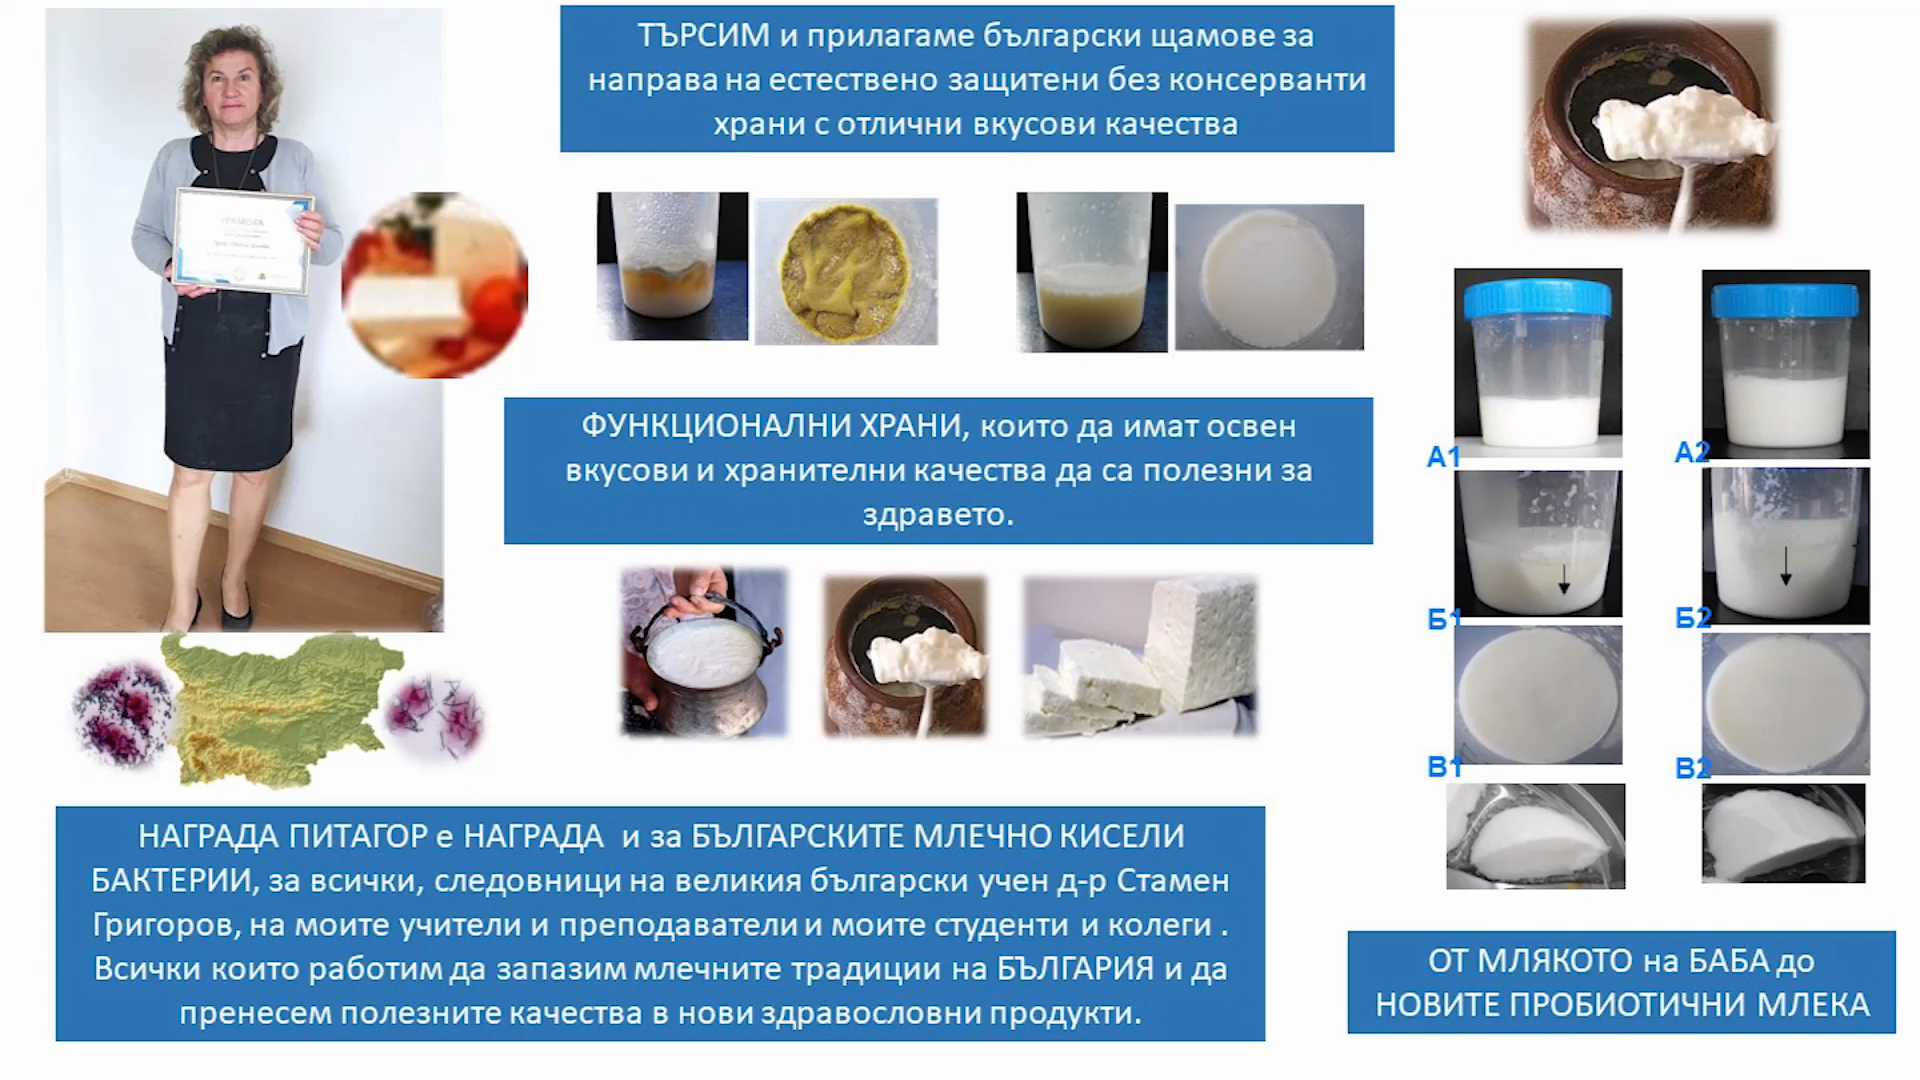 ТЪРСИМ и прилагаме български щамове за
направа на естествено защитени без консерванти
храни с отлични вкусови качества
ГРАМОТА
ФУНКЦИОНАЛНИ ХРАНИ, които да имат освен
вкусови и хранителни качества да са полезни за
здравето.
А1
А2
Б1
Б2
В1
В2
НАГРАДА ПИТАГОР е НАГРАДА и за БЪЛГАРСКИТЕ МЛЕЧНО КИСЕЛИ
БАКТЕРИИ, за всички, следовници на великия български учен д-р Стамен
Григоров, на моите учители и преподаватели и моите студенти и колеги .
Всички които работим да запазим млечните традиции на БЪЛГАРИЯ и да
пренесем полезните качества в нови здравословни продукти.
ОТ МЛЯКОТО на БАБА до
НОВИТЕ ПРОБИОТИЧНИ МЛЕКА